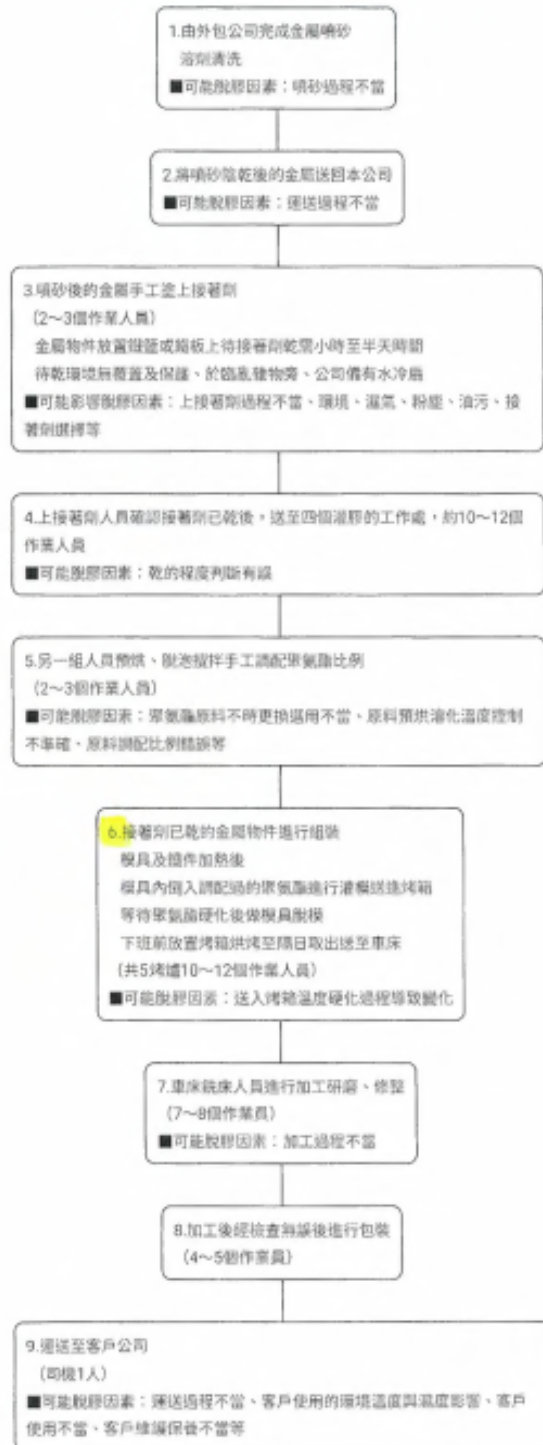 1.由外包公司完成金屬噴砂
溶劑清洗
■可能脫膠因素：噴砂過程不當
2.將噴砂陰乾後的金屬送回本公司
■可能脫膠因素：運送過程不當
3.噴砂後的金屬手工塗上接著劑
（2～3個作業人員）
金屬物件放置鐵籃或鐵板上待接著劑乾需小時至半天時間
待乾環境無覆蓋及保護、於臨亂雜物旁、公司備有水冷扇
■可能影響脫膠因素：上接著劑過程不當、環境、濕氣、粉塵、油污、接
著劑選擇等
4.上接著劑人員確認接著劑已乾後，送至四個灌膠的工作處，約10～12個
作業人員
■可能脫膠因素：乾的程度判斷有誤
5.另一組人員預烘、脫泡攪拌手工調配聚氨酯比例
（2～3個作業人員）
■可能脫膠因素：聚氨酯原料不時更換選用不當、原料預烘溶化溫度控制
不準確、原料調配比例錯誤等
6.接著劑已乾的金屬物件進行組裝
模具及鐵件加熱後
模具內倒入調配過的聚氨酯進行灌模送進烤箱
等待聚氨酯硬化後做模具脫模
下班前放置烤箱烘烤至隔日取出送至車床
（共5烤爐10～12個作業人員）
■可能脫膠因素：送入烤箱溫度硬化過程導致變化
7.車床銑床人員進行加工研磨、修整
（7～8個作業員）
■可能脫膠因素：加工過程不當
8.加工後經檢查無誤後進行包裝
（4～5個作業員）
9.運送至客戶公司
（司機1人）
■可能脫膠因素：運送過程不當、客戶使用的環境溫度與濕度影響、客戶
使用不當、客戶維護保養不當等